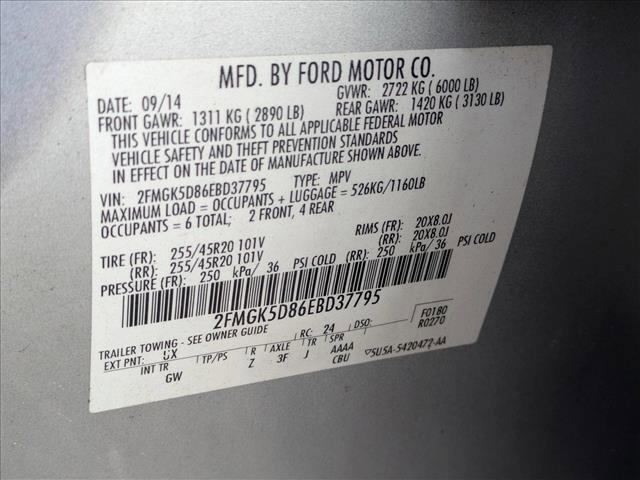 MFD. BY FORD MOTOR CO.
DATE: 09/14 GVWR: 2722 KG ( 6000 LB)
FRONT GAWR: 1311 KG ( 2890 LB) REAR GAWR: 1420 KG ( 3130 LB)
THIS VEHICLE CONFORMS TO ALL APPLICABLE FEDERAL MOTOR
VEHICLE SAFETY AND THEFT PREVENTION STANDARDS
IN EFFECT ON THE DATE OF MANUFACTURE SHOWN ABOVE.
VIN: 2FMGK5D86EBD37795 TYPE: MPV
MAXIMUM LOAD = OCCUPANTS + LUGGAGE = 526KG/1160LB
OCCUPANTS = 6 TOTAL; 2 FRONT, 4 REAR
TIRE (FR): 255/45R20 101V RIMS (FR): 20X8.0J
(RR): 255/45R20 101V (RR): 20X8.0J
PRESSURE (FR): 250 kPa/ 36 PSI COLD (RR): 250 kPa/ 36 PSI COLD
2FMGK5D86EBD37795
TRAILER TOWING - SEE OWNER GUIDE RC: 24 DSO: F0180
EXT PNT: UX R0270
INT TR TP/PS R AXLE TR SPR
GW Z 3F J AAAA
CBU 5U5A-5420472-AA